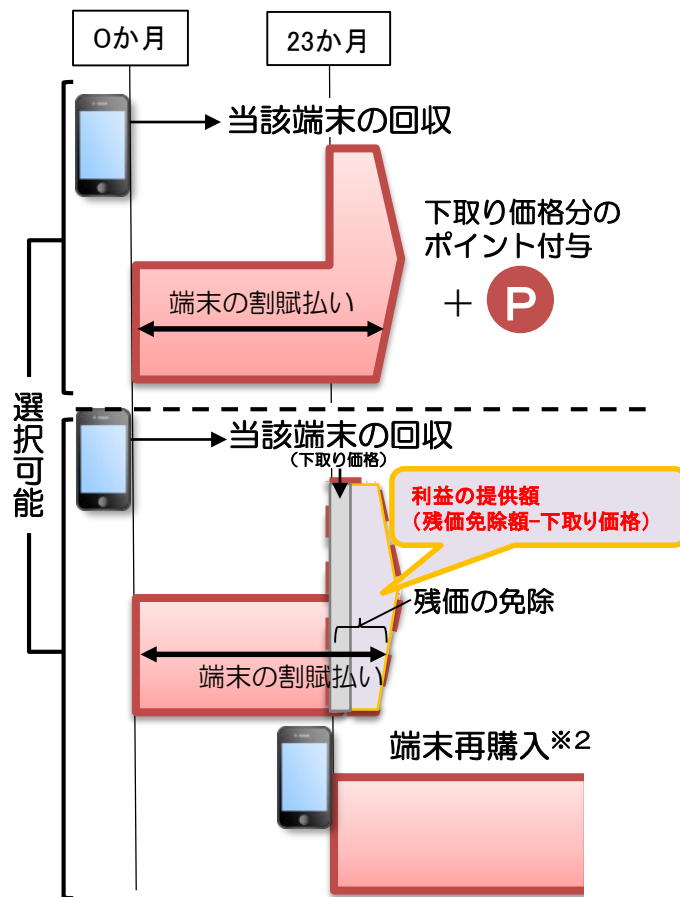 0か月
23か月
当該端末の回収
下取り価格分の
ポイント付与
端末の割賦払い
+ P
選択可能
当該端末の回収
(下取り価格)
利益の提供額
(残価免除額-下取り価格)
残価の免除
端末の割賦払い
端末再購入※2